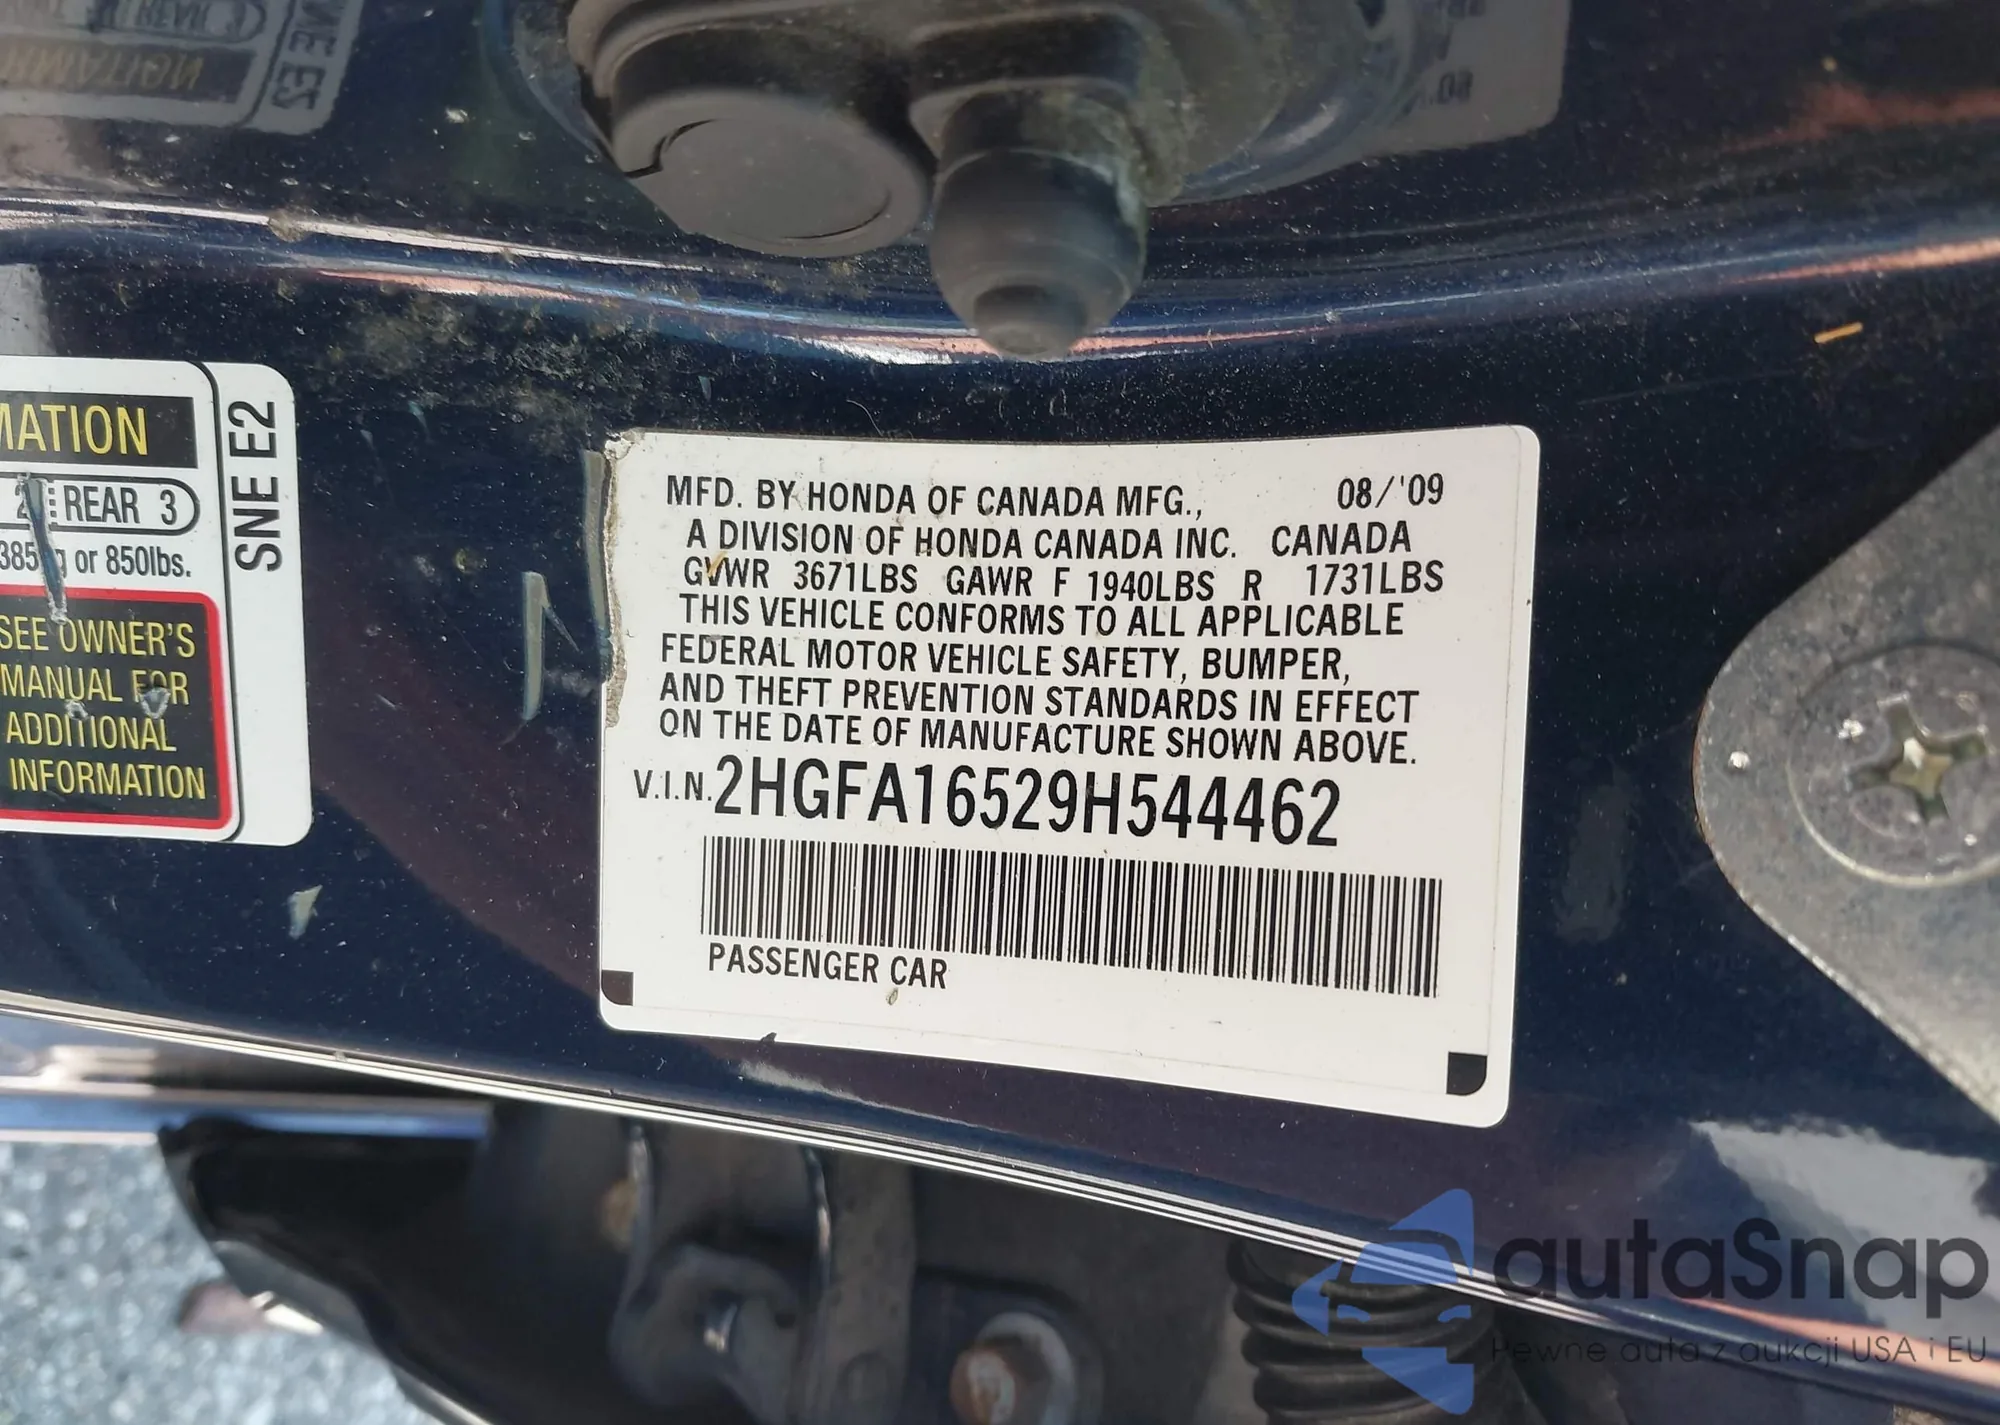 MATION
2 REAR 3
385kg or 850lbs.
SEE OWNER'S
MANUAL FOR
ADDITIONAL
INFORMATION
SNE E2
MFD. BY HONDA OF CANADA MFG., 08/'09
A DIVISION OF HONDA CANADA INC. CANADA
GVWR 3671LBS GAWR F 1940LBS R 1731LBS
THIS VEHICLE CONFORMS TO ALL APPLICABLE
FEDERAL MOTOR VEHICLE SAFETY, BUMPER,
AND THEFT PREVENTION STANDARDS IN EFFECT
ON THE DATE OF MANUFACTURE SHOWN ABOVE.
V.I.N. 2HGFA16529H544462
PASSENGER CAR
autaSnap
Pewne auta z aukcji USA i EU